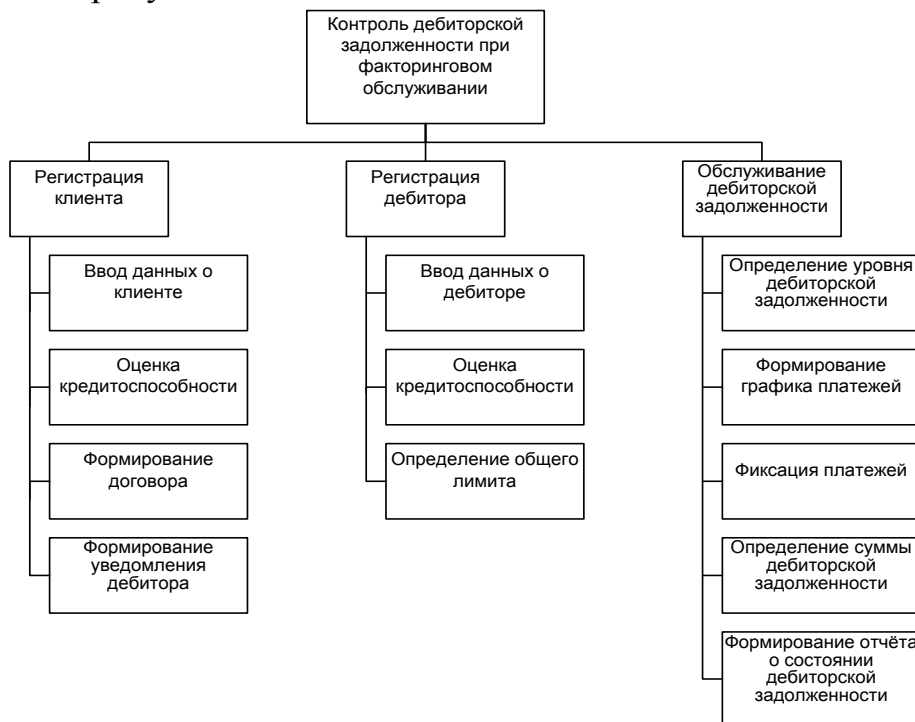 Контроль дебиторской
задолженности при
факторинговом
обслуживании
Регистрация
клиента
Ввод данных о
клиенте
Оценка
кредитоспособности
Формирование
договора
Формирование
уведомления
дебитора
Регистрация
дебитора
Ввод данных о
дебиторе
Оценка
кредитоспособности
Определение общего
лимита
Обслуживание
дебиторской
задолженности
Определение уровня
дебиторской
задолженности
Формирование
графика платежей
Фиксация платежей
Определение суммы
дебиторской
задолженности
Формирование отчёта
о состоянии
дебиторской
задолженности